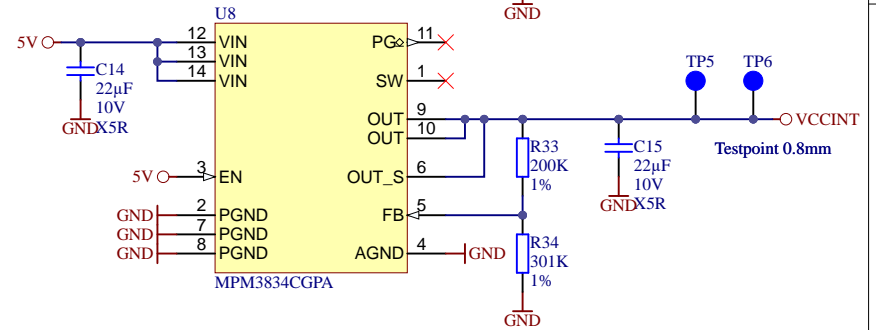 GND
U8
5V
12
VIN
13
VIN
14
VIN
C14
22µF
10V
X5R
GND
PG
11
SW
1
OUT
9
OUT
10
TP5
TP6
VCCINT
Testpoint 0.8mm
R33
200K
1%
C15
22µF
10V
X5R
GND
5V
3
EN
OUT_S
6
GND
2
PGND
GND
7
PGND
GND
8
PGND
FB
5
AGND
4
GND
R34
301K
1%
MPM3834CGPA
GND